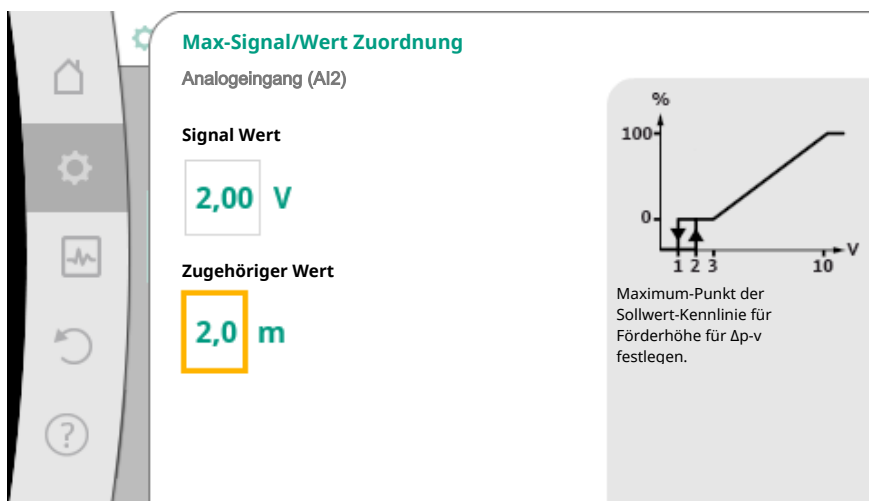 Max-Signal/Wert Zuordnung
Analogeingang (AI2)
Signal Wert
2,00 V
Zugehöriger Wert
2,0 m
%
100
0
1 2 3 10 V
Maximum-Punkt der
Sollwert-Kennlinie für
Förderhöhe für Δp-v
festlegen.
?